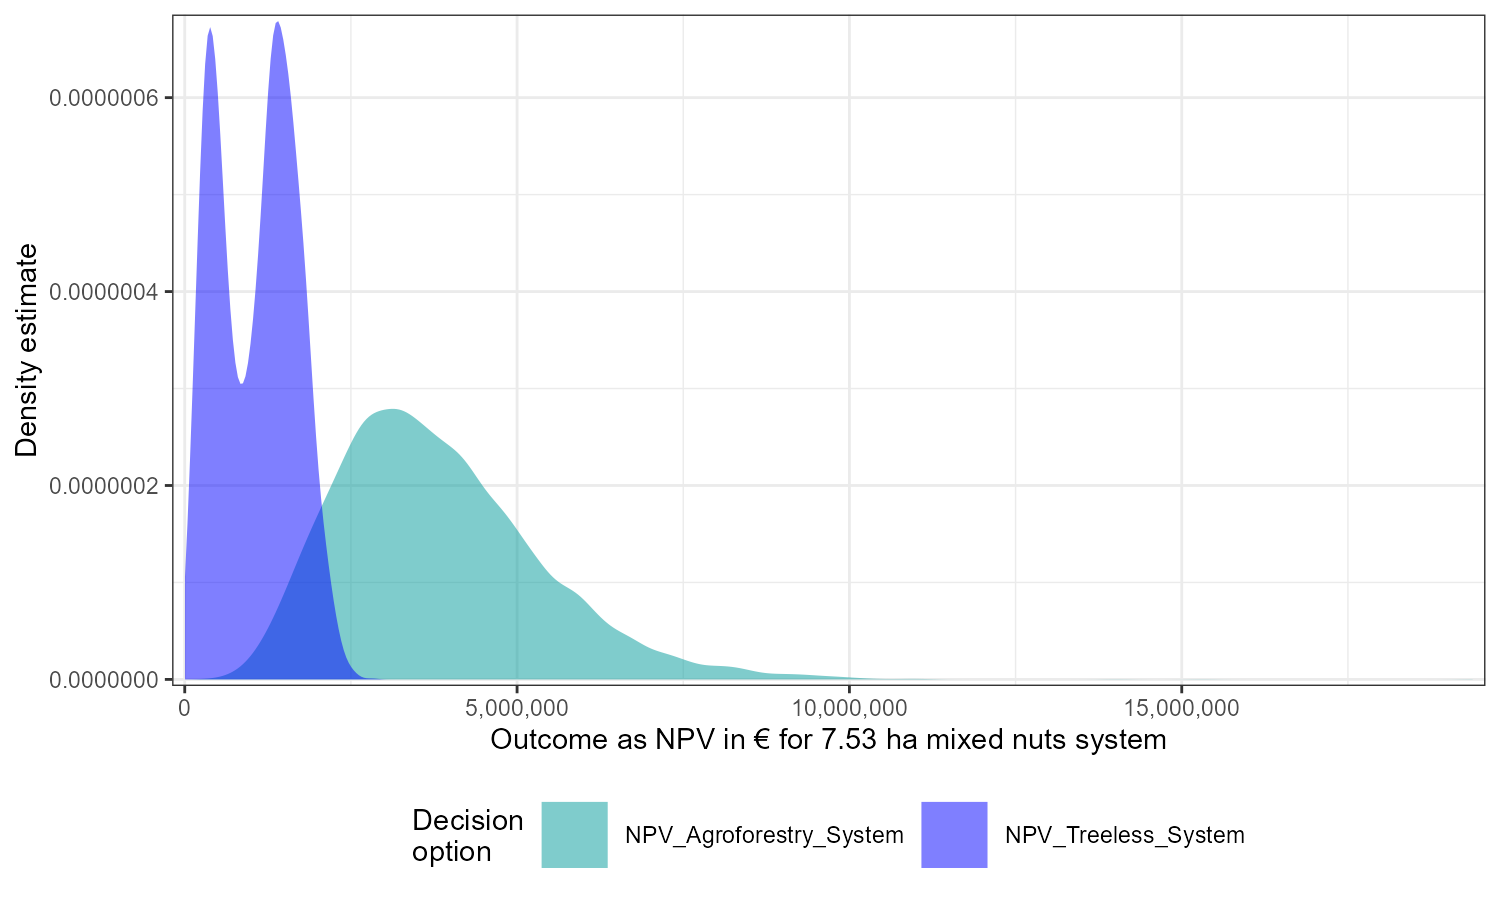 Density estimate
0.0000006
0.0000004
0.0000002
0.0000000
0
5,000,000
10,000,000
15,000,000
Outcome as NPV in € for 7.53 ha mixed nuts system
Decision
option
NPV_Agroforestry_System
NPV_Treeless_System